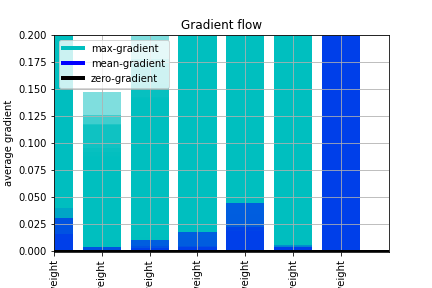 Gradient flow
max-gradient
mean-gradient
zero-gradient
average gradient
0.200
0.175
0.150
0.125
0.100
0.075
0.050
0.025
0.000
eight
eight
eight
eight
eight
eight
eight